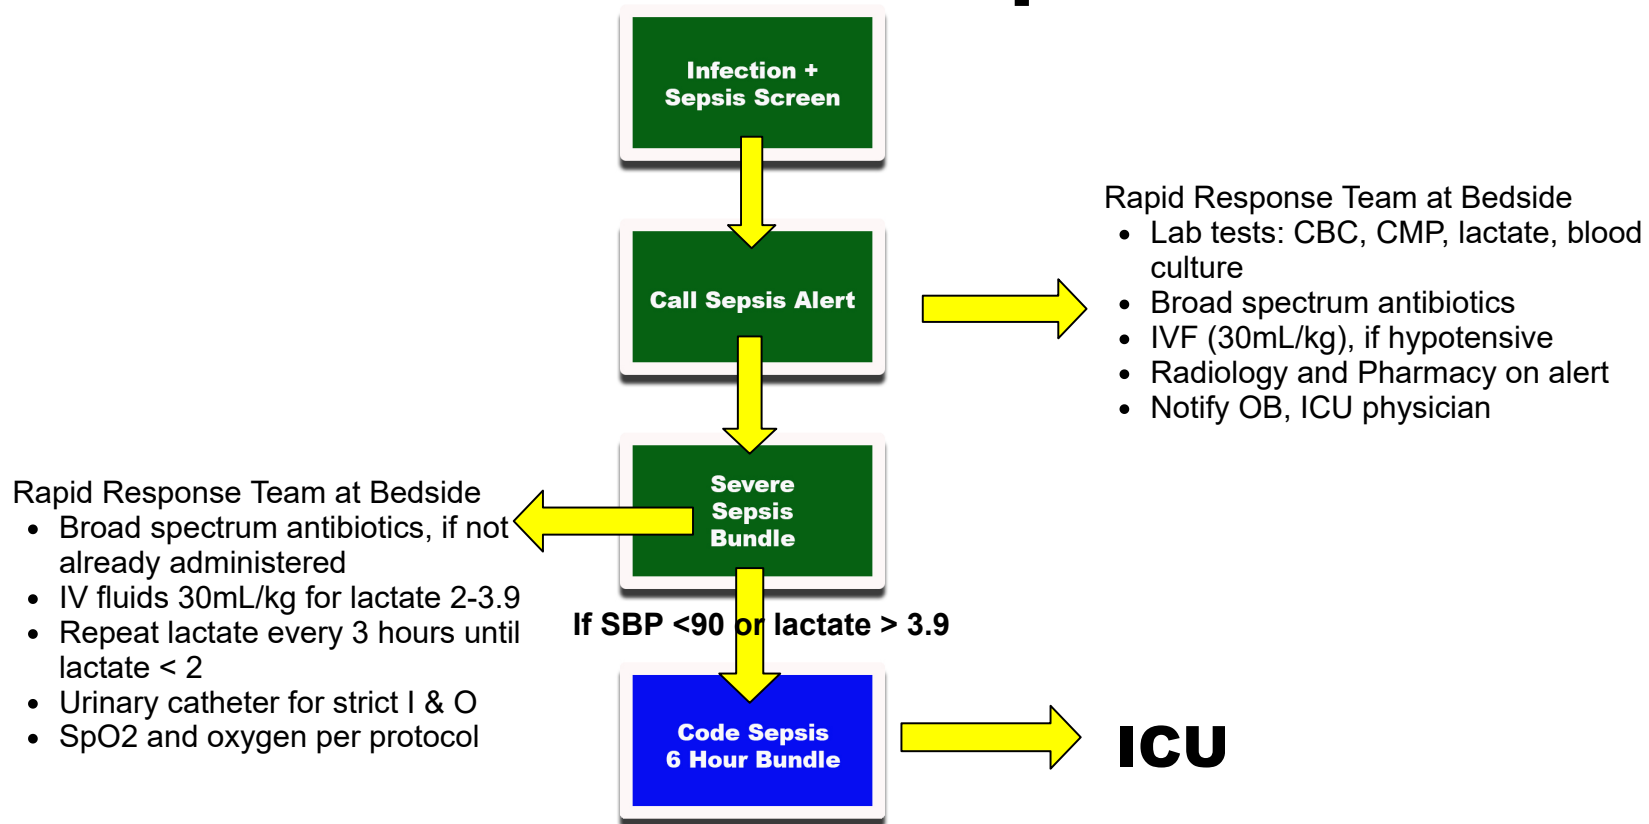 Infection +
Sepsis Screen
Call Sepsis Alert
Rapid Response Team at Bedside
• Lab tests: CBC, CMP, lactate, blood
culture
• Broad spectrum antibiotics
• IVF (30mL/kg), if hypotensive
• Radiology and Pharmacy on alert
• Notify OB, ICU physician
Severe
Sepsis
Bundle
Rapid Response Team at Bedside
• Broad spectrum antibiotics, if not
already administered
• IV fluids 30mL/kg for lactate 2-3.9
• Repeat lactate every 3 hours until
lactate < 2
• Urinary catheter for strict I & O
• SpO2 and oxygen per protocol
If SBP <90 or lactate > 3.9
Code Sepsis
6 Hour Bundle
ICU